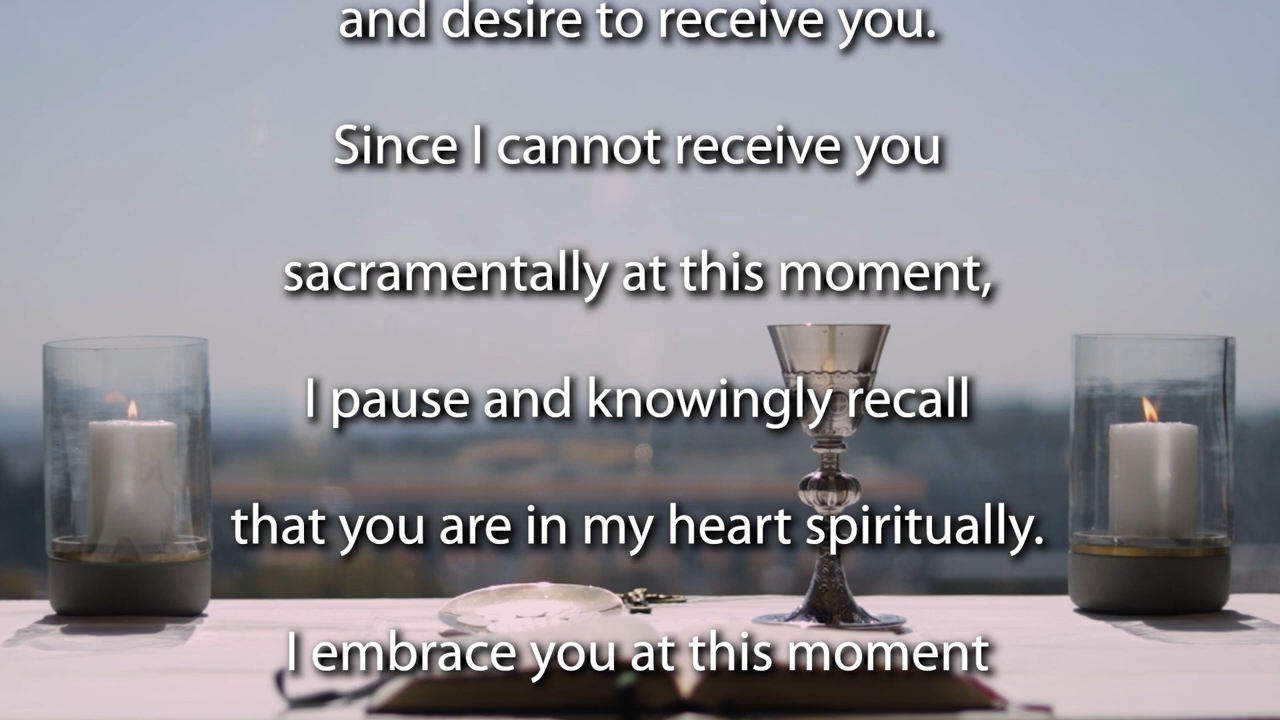 and desire to receive you.
Since I cannot receive you
sacramentally at this moment,
I pause and knowingly recall
that you are in my heart spiritually.
I embrace you at this moment